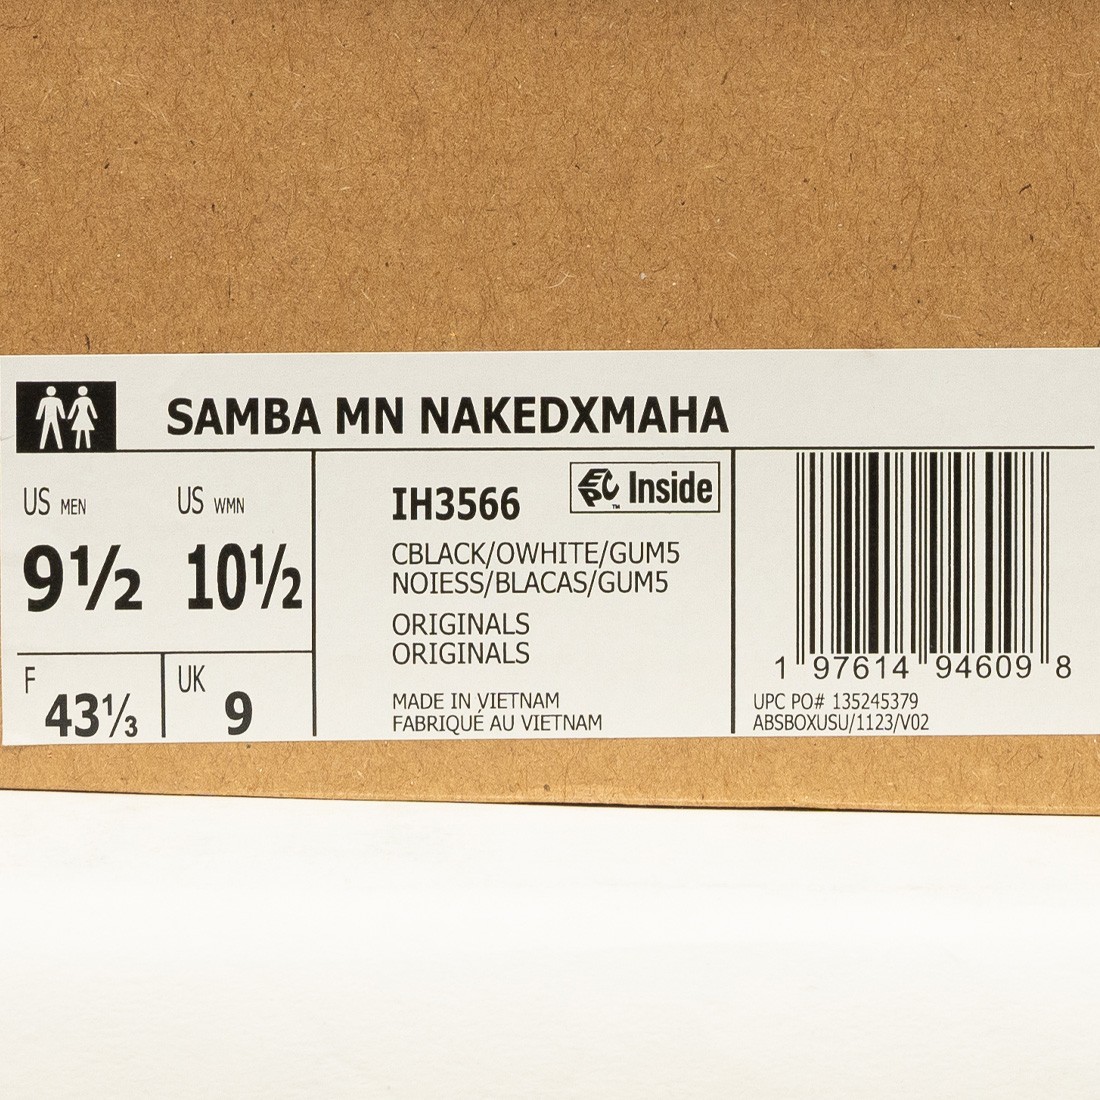 SAMBA MN NAKEDXMAHA
US MEN
9½
US WMN
10½
F
43⅓
UK
9
IH3566
EPC Inside
™
CBLACK/OWHITE/GUM5
NOIESS/BLACAS/GUM5
ORIGINALS
ORIGINALS
MADE IN VIETNAM
FABRIQUÉ AU VIETNAM
1 97614 94609 8
UPC PO# 135245379
ABSBOXUSU/1123/V02